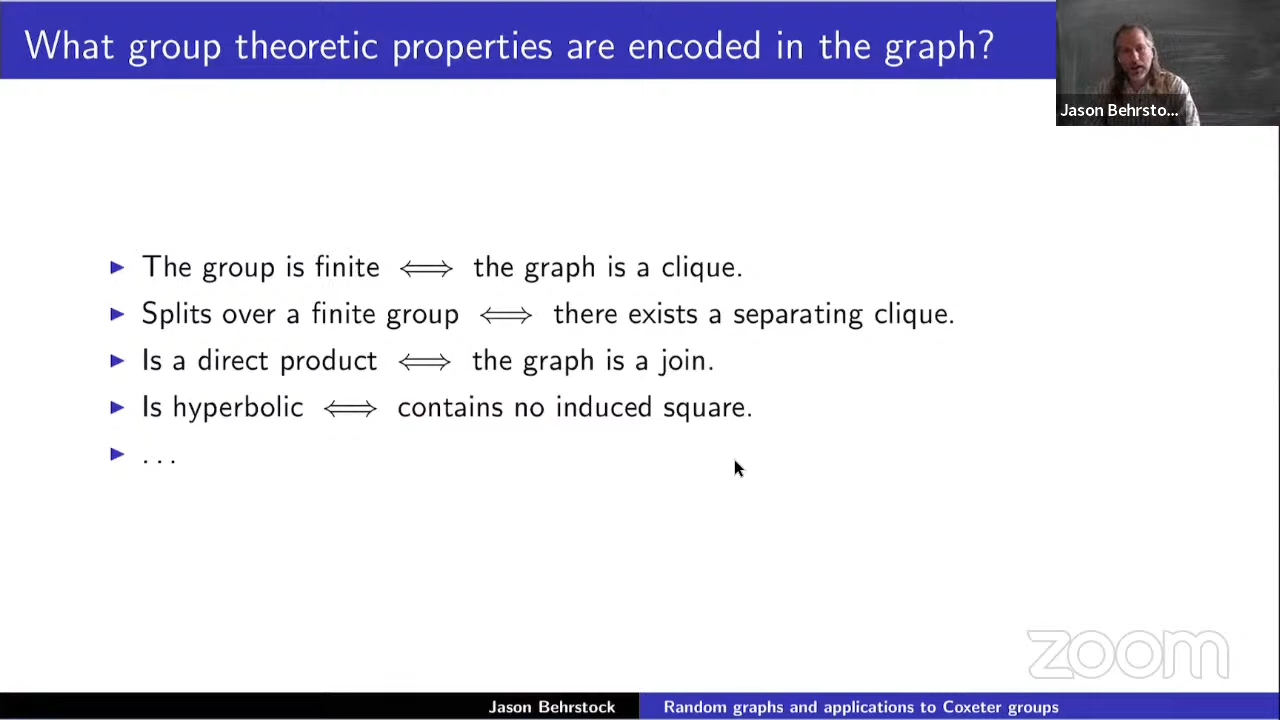 What group theoretic properties are encoded in the graph?
Jason Behrsto...
▶ The group is finite ⟺ the graph is a clique.
▶ Splits over a finite group ⟺ there exists a separating clique.
▶ Is a direct product ⟺ the graph is a join.
▶ Is hyperbolic ⟺ contains no induced square.
▶ ...
zoom
Jason Behrstock
Random graphs and applications to Coxeter groups